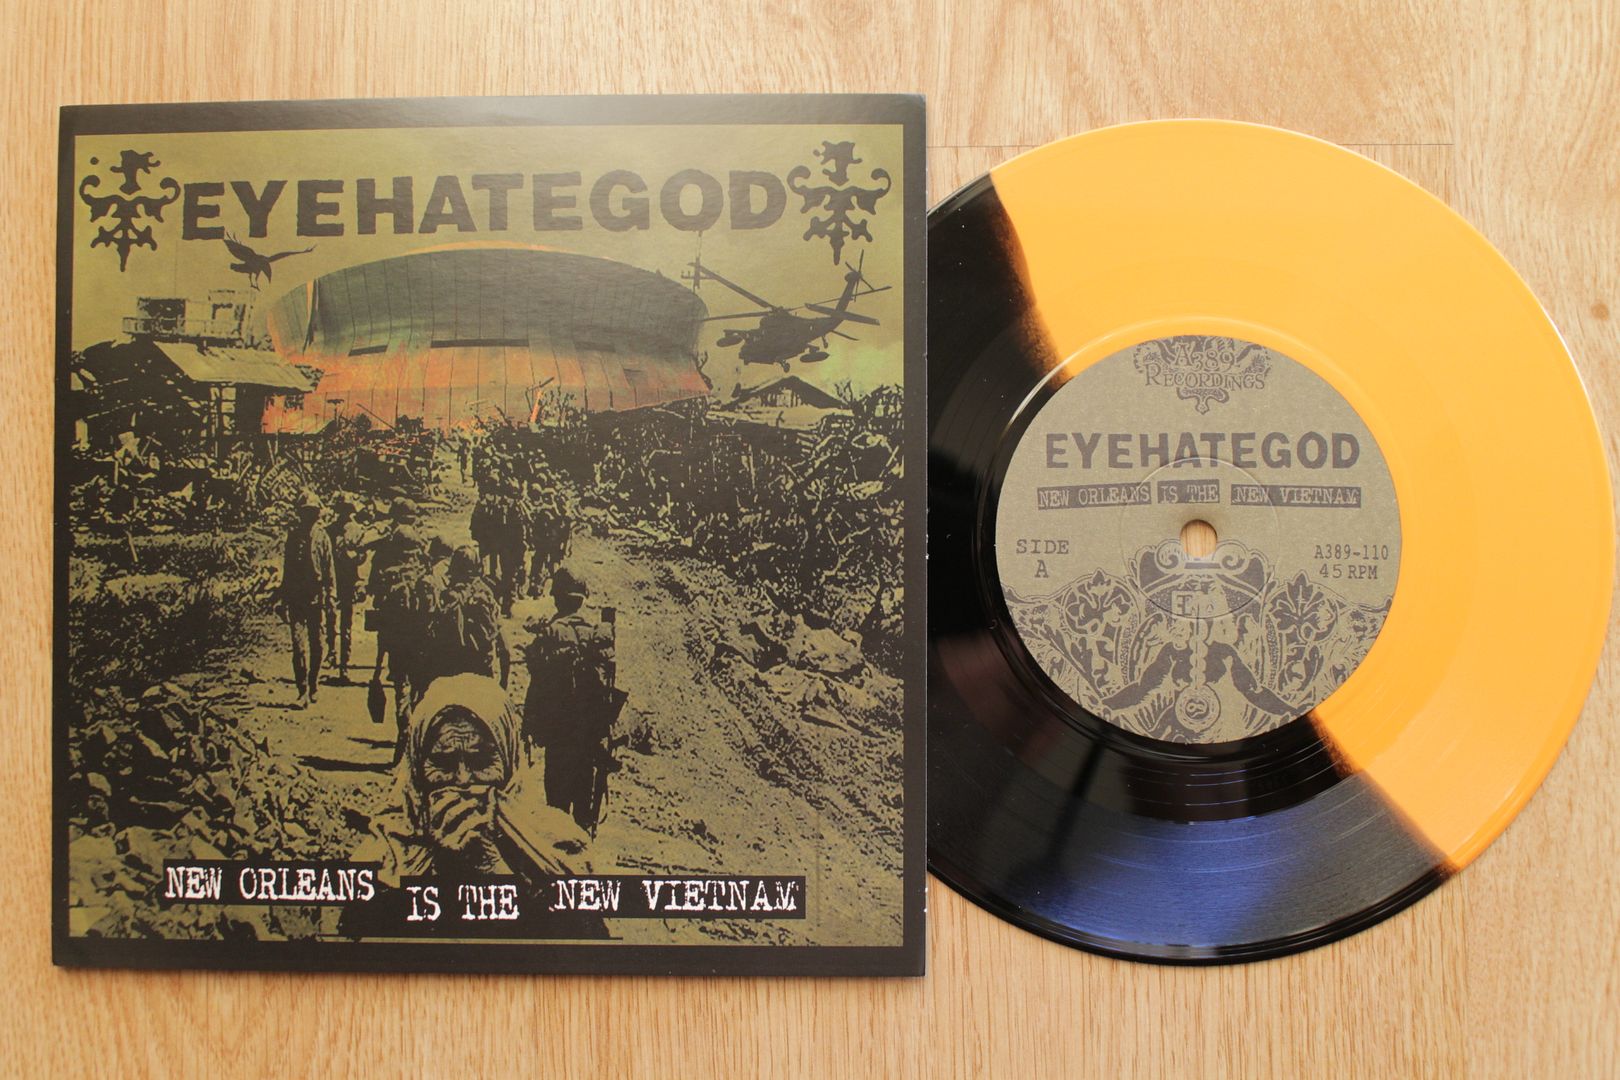 EYEHATEGOD
NEW ORLEANS IS THE NEW VIETNAM
A389
RECORDINGS
EYEHATEGOD
NEW ORLEANS IS THE NEW VIETNAM
SIDE
A
A389-110
45 RPM